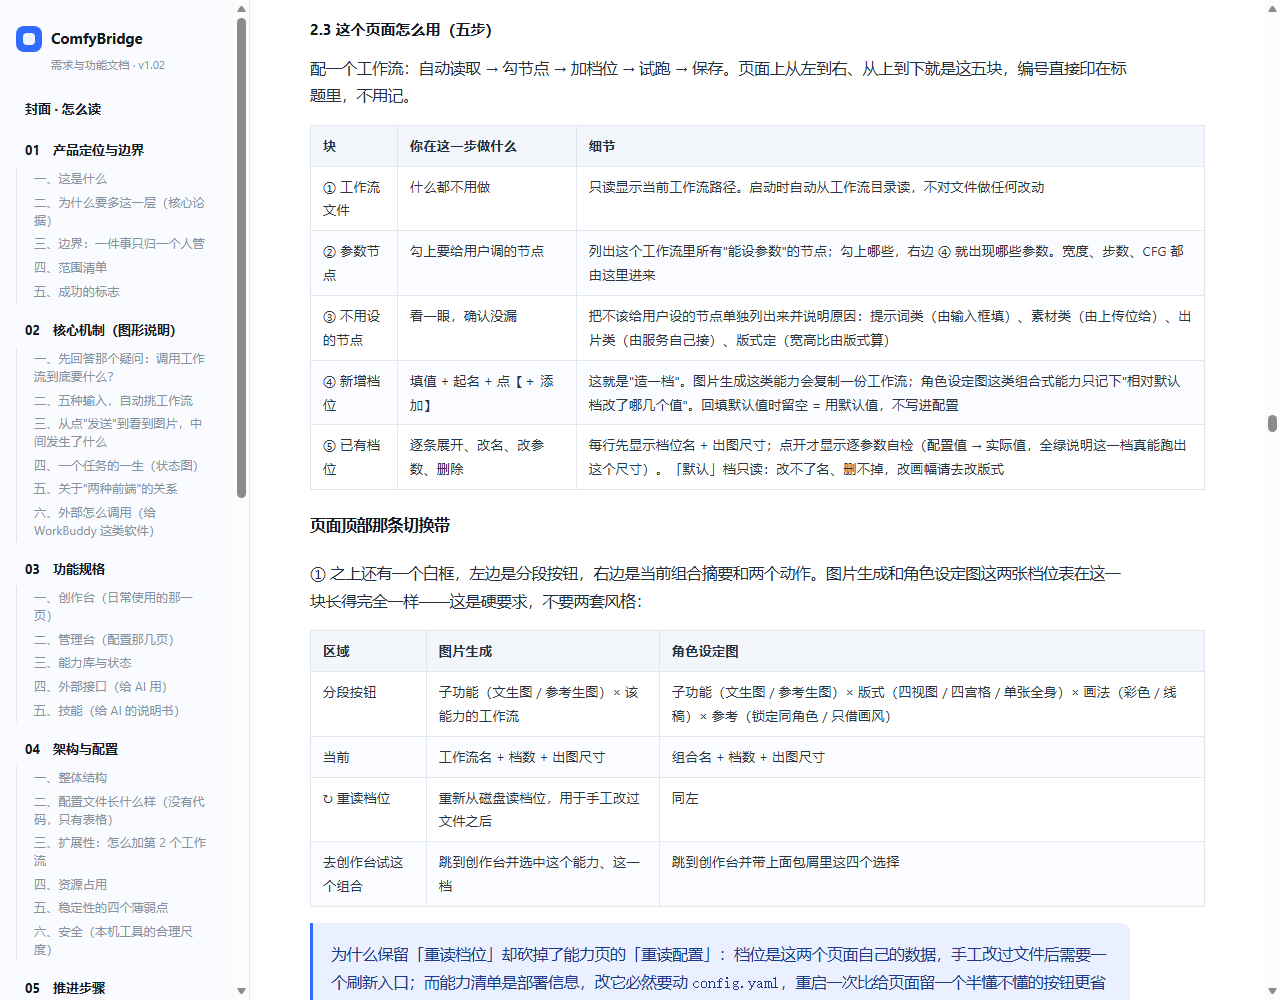 ComfyBridge
需求与功能文档 · v1.02
封面 · 怎么读
01 产品定位与边界
一、这是什么
二、为什么要多这一层（核心论
据）
三、边界：一件事只归一个人管
四、范围清单
五、成功的标志
02 核心机制（图形说明）
一、先回答那个疑问：调用工作
流到底要什么？
二、五种输入，自动挑工作流
三、从点"发送"到看到图片，中
间发生了什么
四、一个任务的一生（状态图）
五、关于"两种前端"的关系
六、外部怎么调用（给
WorkBuddy 这类软件）
03 功能规格
一、创作台（日常使用的那一
页）
二、管理台（配置那几页）
三、能力库与状态
四、外部接口（给 AI 用）
五、技能（给 AI 的说明书）
04 架构与配置
一、整体结构
二、配置文件长什么样（没有代
码，只有表格）
三、扩展性：怎么加第 2 个工作
流
四、资源占用
五、稳定性的四个薄弱点
六、安全（本机工具的合理尺
度）
05 推进步骤
2.3 这个页面怎么用（五步）
配一个工作流：自动读取 → 勾节点 → 加档位 → 试跑 → 保存。页面上从左到右、从上到下就是这五块，编号直接印在标
题里，不用记。
块 你在这一步做什么 细节
① 工作流
文件
什么都不用做
只读显示当前工作流路径。启动时自动从工作流目录读，不对文件做任何改动
② 参数节
点
勾上要给用户调的节点
列出这个工作流里所有"能设参数"的节点；勾上哪些，右边 ④ 就出现哪些参数。宽度、步数、CFG 都
由这里进来
③ 不用设
的节点
看一眼，确认没漏
把不该给用户设的节点单独列出来并说明原因：提示词类（由输入框填）、素材类（由上传位给）、出
片类（由服务自己接）、版式定（宽高比由版式算）
④ 新增档
位
填值 + 起名 + 点【 + 添
加】
这就是"造一档"。图片生成这类能力会复制一份工作流；角色设定图这类组合式能力只记下"相对默认
档改了哪几个值"。回填默认值时留空 = 用默认值，不写进配置
⑤ 已有档
位
逐条展开、改名、改参
数、删除
每行先显示档位名 + 出图尺寸；点开才显示逐参数自检（配置值 → 实际值，全绿说明这一档真能跑出
这个尺寸）。「默认」档只读：改不了名、删不掉，改画幅请去改版式
页面顶部那条切换带
① 之上还有一个白框，左边是分段按钮，右边是当前组合摘要和两个动作。图片生成和角色设定图这两张档位表在这一
块长得完全一样——这是硬要求，不要两套风格：
区域 图片生成 角色设定图
分段按钮
子功能（文生图 / 参考生图）× 该
能力的工作流
子功能（文生图 / 参考生图）× 版式（四视图 / 四宫格 / 单张全身）× 画法（彩色 / 线
稿）× 参考（锁定同角色 / 只借画风）
当前 工作流名 + 档数 + 出图尺寸 组合名 + 档数 + 出图尺寸
↻ 重读档位
重新从磁盘读档位，用于手工改过
文件之后
同左
去创作台试这
个组合
跳到创作台并选中这个能力、这一
档
跳到创作台并带上面包屑里这四个选择
为什么保留「重读档位」却砍掉了能力页的「重读配置」：档位是这两个页面自己的数据，手工改过文件后需要一
个刷新入口；而能力清单是部署信息，改它必然要动 config.yaml，重启一次比给页面留一个半懂不懂的按钮更省